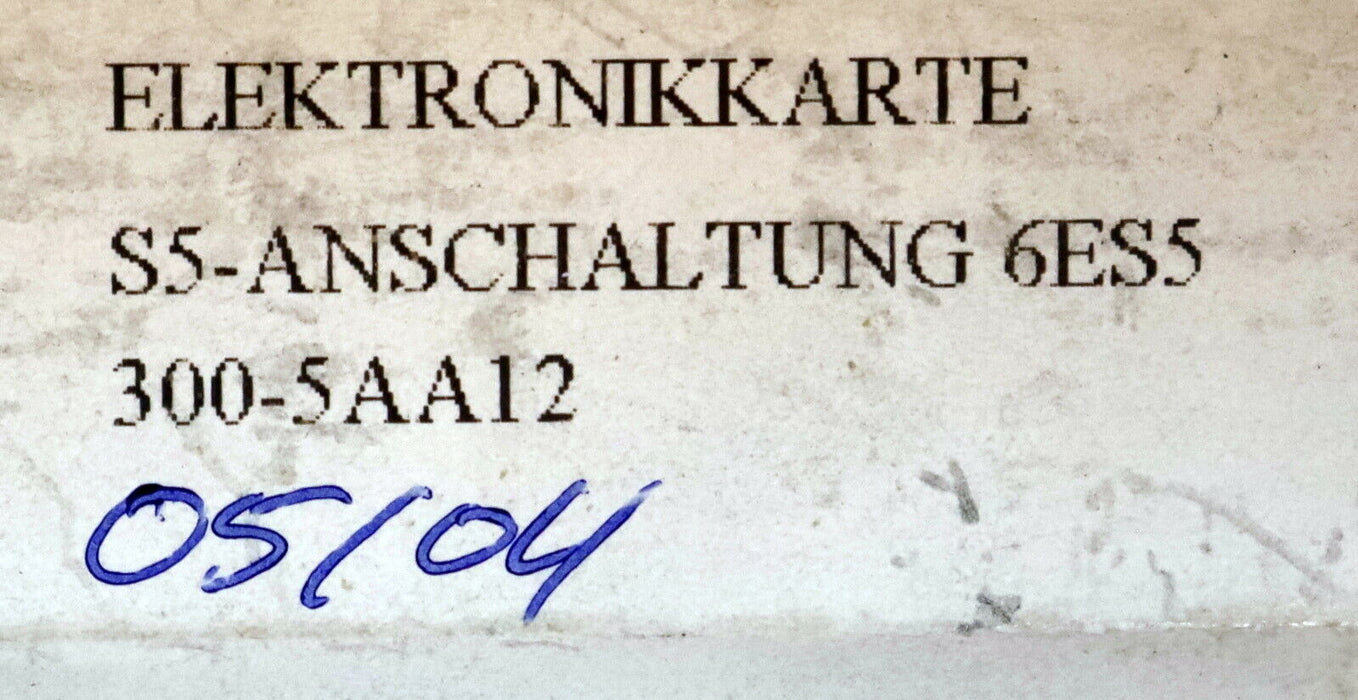 ELEKTRONIKKARTE
S5-ANSCHALTUNG 6ES5
300-5AA12
05/04